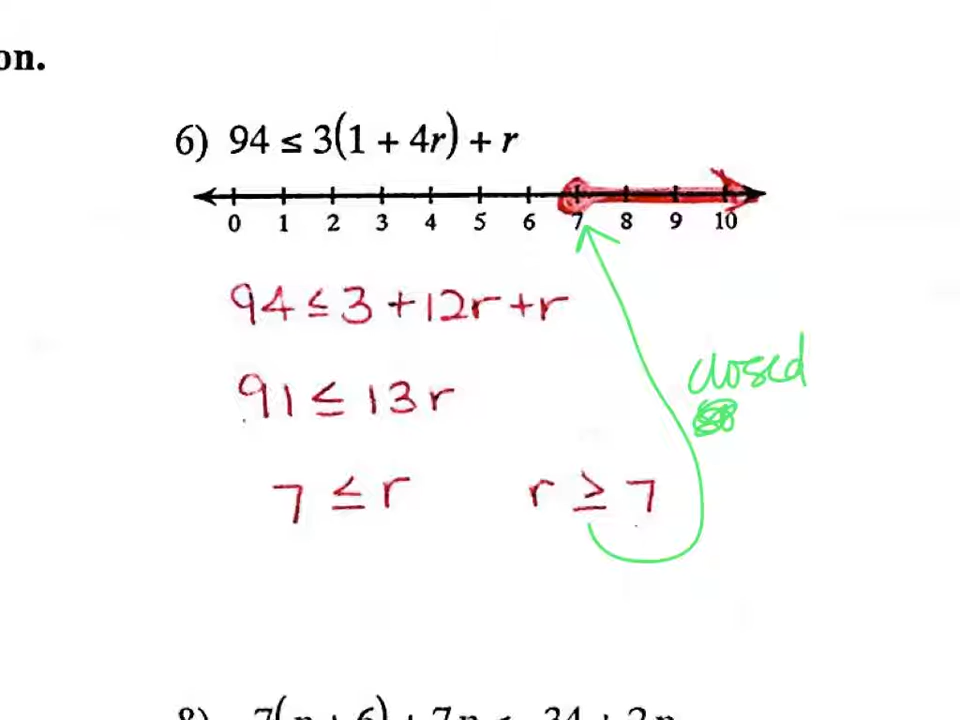 on.
6) 94 ≤ 3(1 + 4r) + r
0 1 2 3 4 5 6 7 8 9 10
94 ≤ 3 + 12r + r
91 ≤ 13r
closed
7 ≤ r r ≥ 7
8)